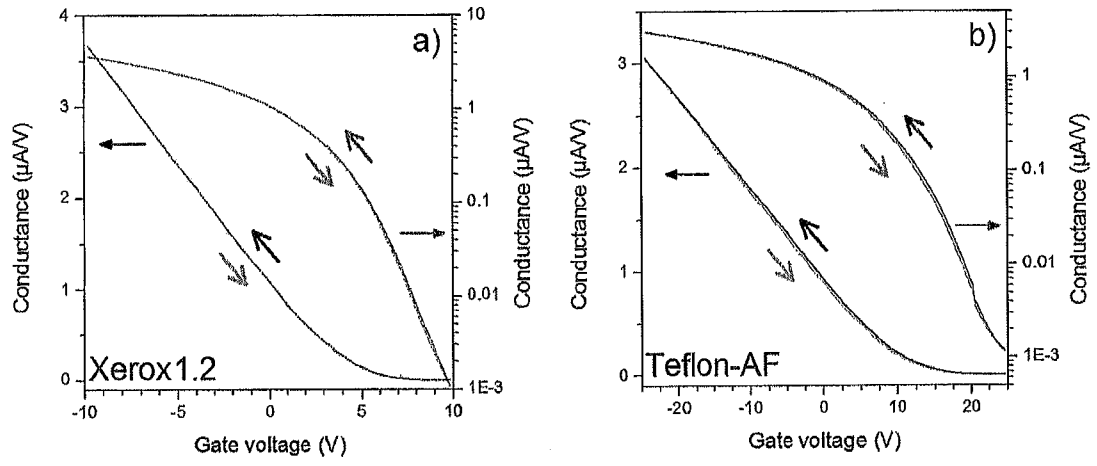 a)
Conductance (µA/V)
4
3
2
1
0
Xerox1.2
-10
-5
0
5
10
Gate voltage (V)
10
1
0.1
0.01
1E-3
Conductance (µA/V)
b)
Conductance (µA/V)
3
2
1
0
Teflon-AF
-20
-10
0
10
20
Gate voltage (V)
1
0.1
0.01
1E-3
Conductance (µA/V)